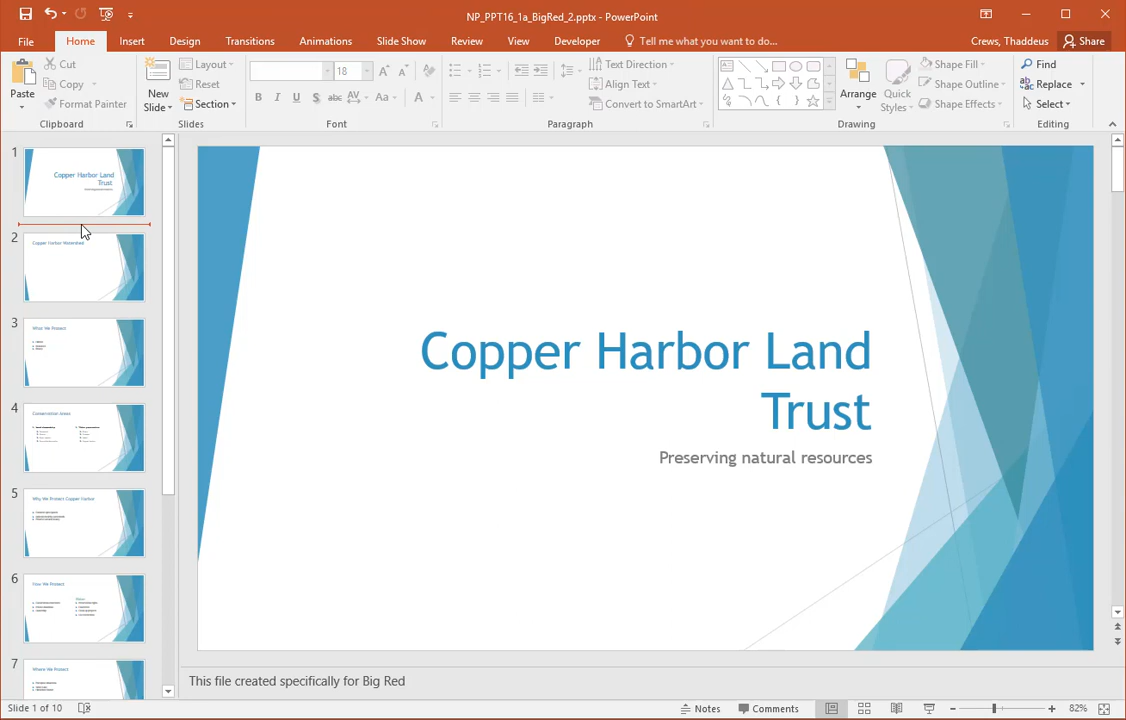 NP_PPT16_1a_BigRed_2.pptx - PowerPoint
File Home Insert Design Transitions Animations Slide Show Review View Developer Tell me what you want to do... Crews, Thaddeus Share
Paste
Cut
Copy
Format Painter
Clipboard
New Slide
Layout
Reset
Section
Slides
18
B I U S abc AV Aa A
Font
Text Direction
Align Text
Convert to SmartArt
Paragraph
Arrange
Quick Styles
Shape Fill
Shape Outline
Shape Effects
Drawing
Find
Replace
Select
Editing
1
Copper Harbor Land
Trust
2
Copper Harbor Watershed
3
What We Protect
4
Conservation Areas
5
Why We Protect Copper Harbor
6
How We Protect
7
Where We Protect
Copper Harbor Land
Trust
Preserving natural resources
This file created specifically for Big Red
Slide 1 of 10 Notes Comments 82%